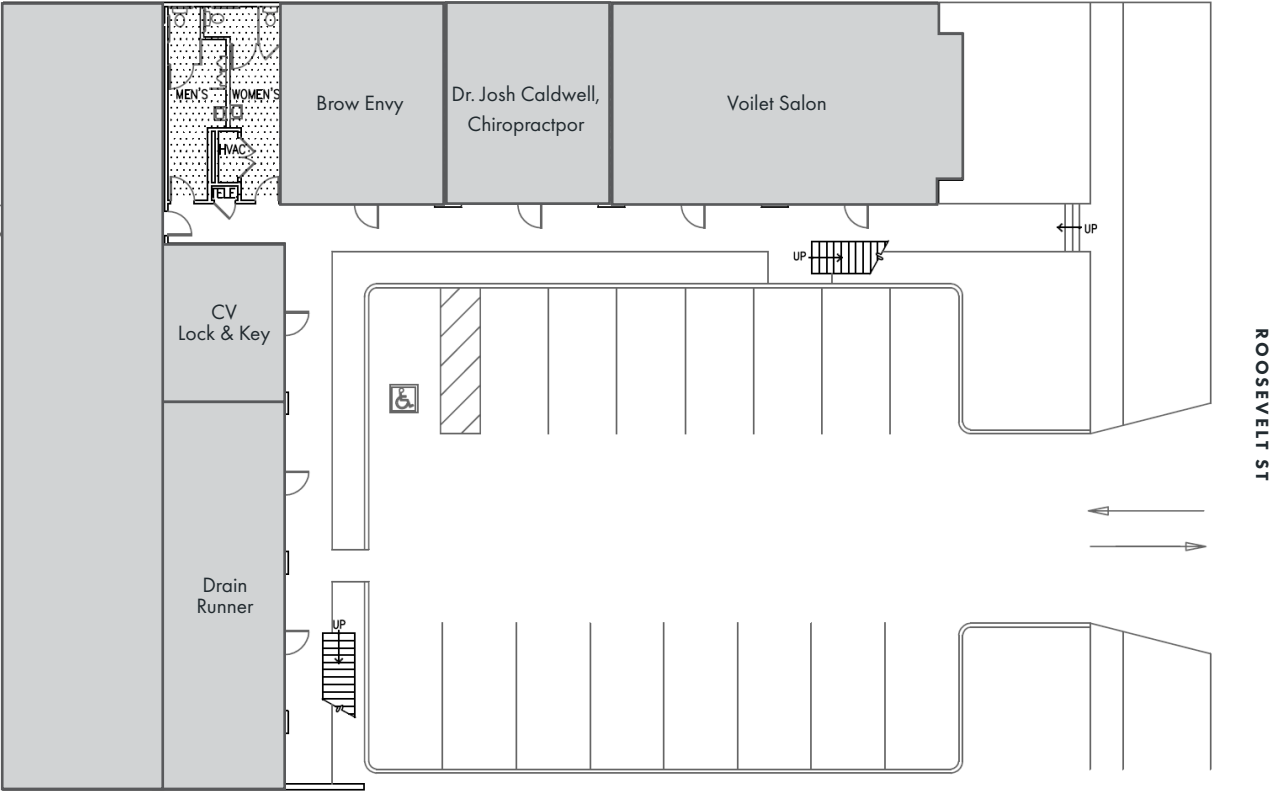 MEN'S
WOMEN'S
HVAC
TELE
Brow Envy
Dr. Josh Caldwell,
Chiropractpor
Voilet Salon
UP
UP
CV
Lock & Key
ROOSEVELT ST
Drain
Runner
UP